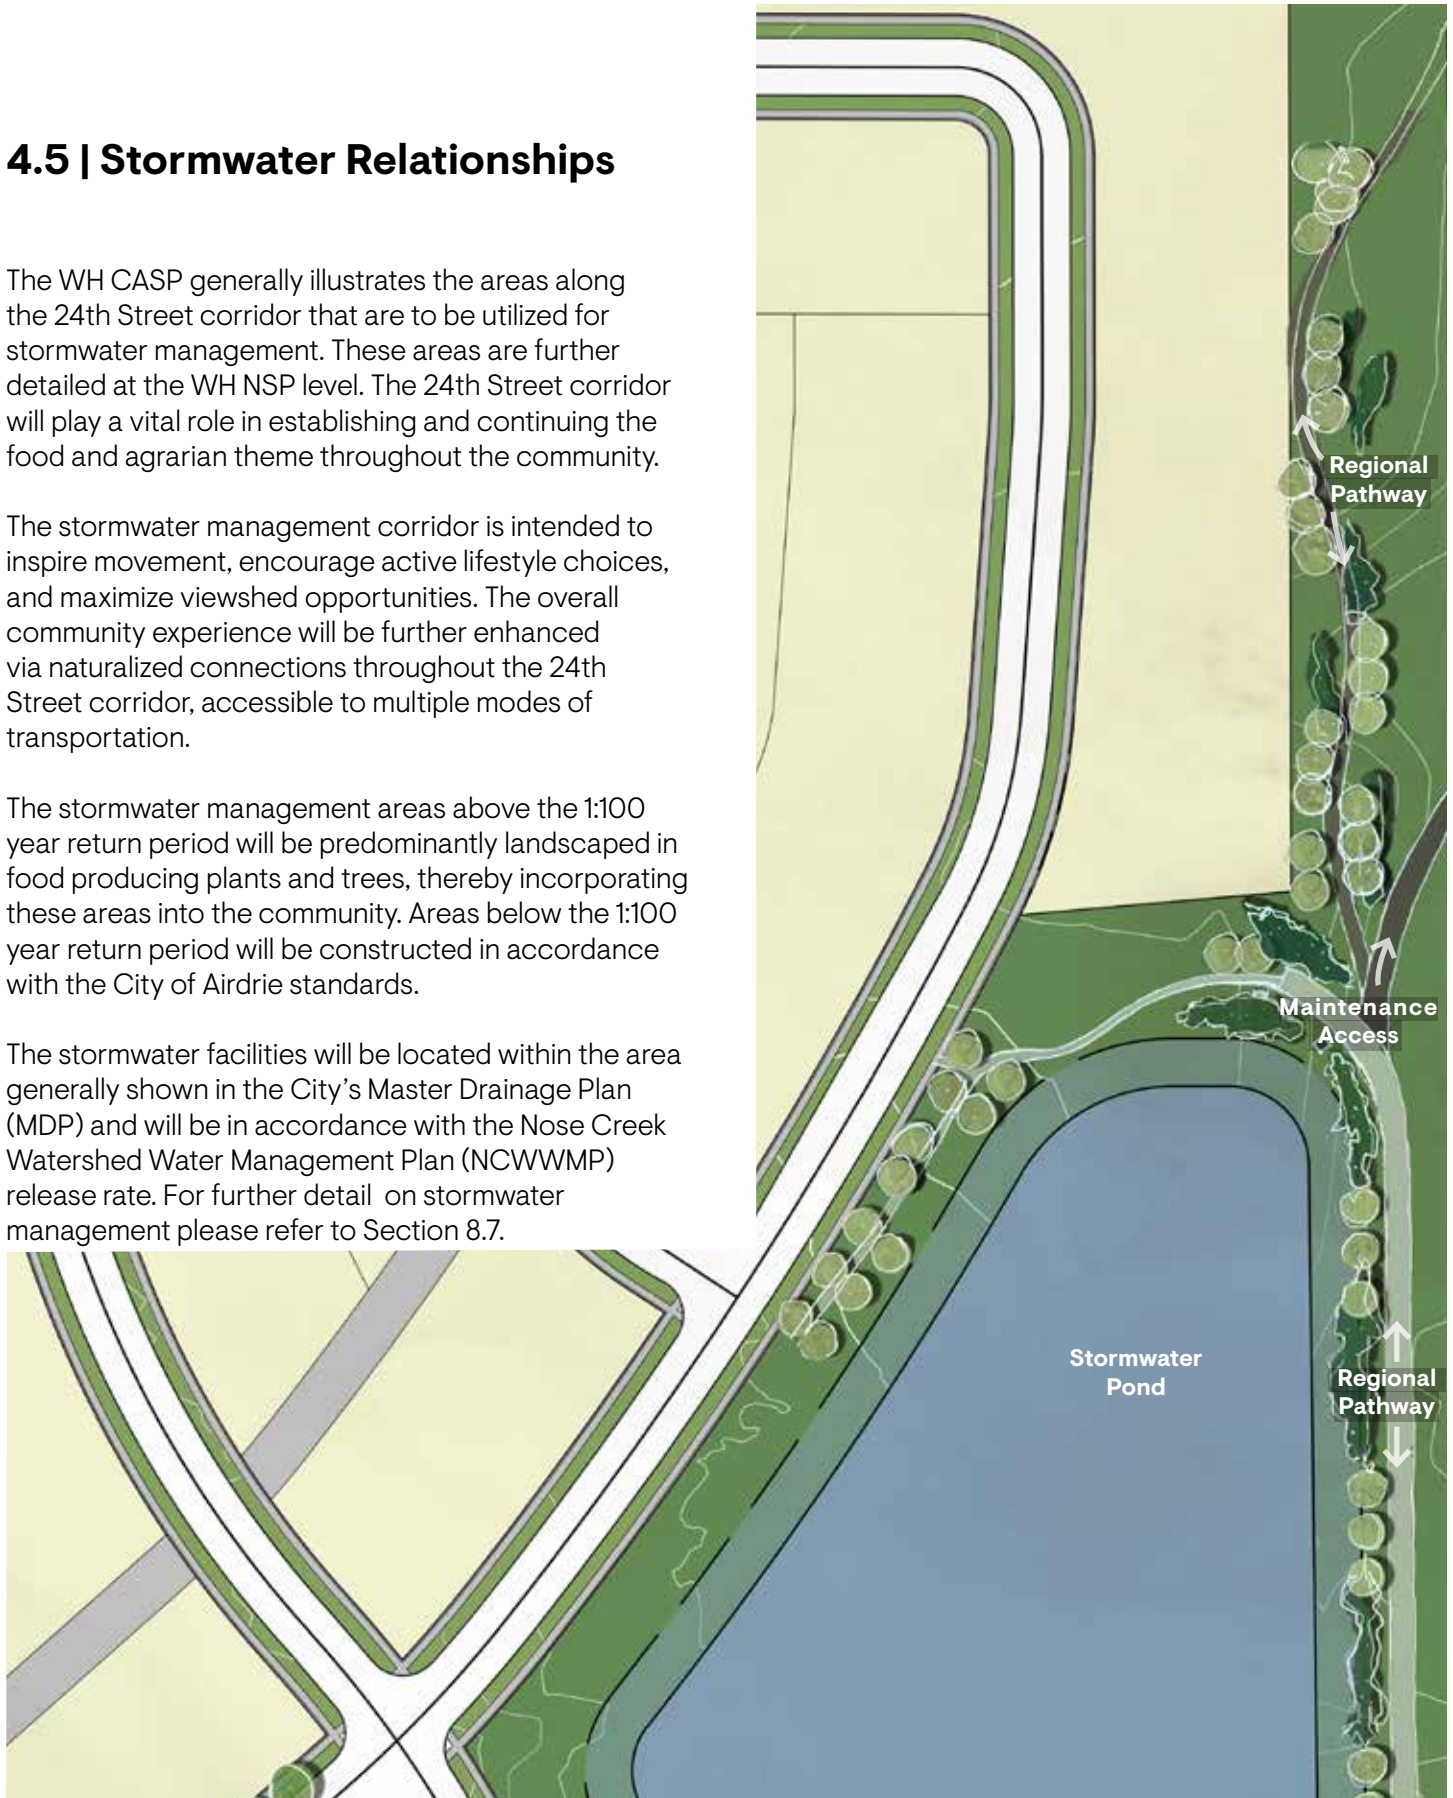 4.5 | Stormwater Relationships
The WH CASP generally illustrates the areas along
the 24th Street corridor that are to be utilized for
stormwater management. These areas are further
detailed at the WH NSP level. The 24th Street corridor
will play a vital role in establishing and continuing the
food and agrarian theme throughout the community.
The stormwater management corridor is intended to
inspire movement, encourage active lifestyle choices,
and maximize viewshed opportunities. The overall
community experience will be further enhanced
via naturalized connections throughout the 24th
Street corridor, accessible to multiple modes of
transportation.
The stormwater management areas above the 1:100
year return period will be predominantly landscaped in
food producing plants and trees, thereby incorporating
these areas into the community. Areas below the 1:100
year return period will be constructed in accordance
with the City of Airdrie standards.
The stormwater facilities will be located within the area
generally shown in the City’s Master Drainage Plan
(MDP) and will be in accordance with the Nose Creek
Watershed Water Management Plan (NCWWMP)
release rate. For further detail  on stormwater
management please refer to Section 8.7.
Regional
Pathway
Maintenance
Access
Stormwater
Pond
Regional
Pathway